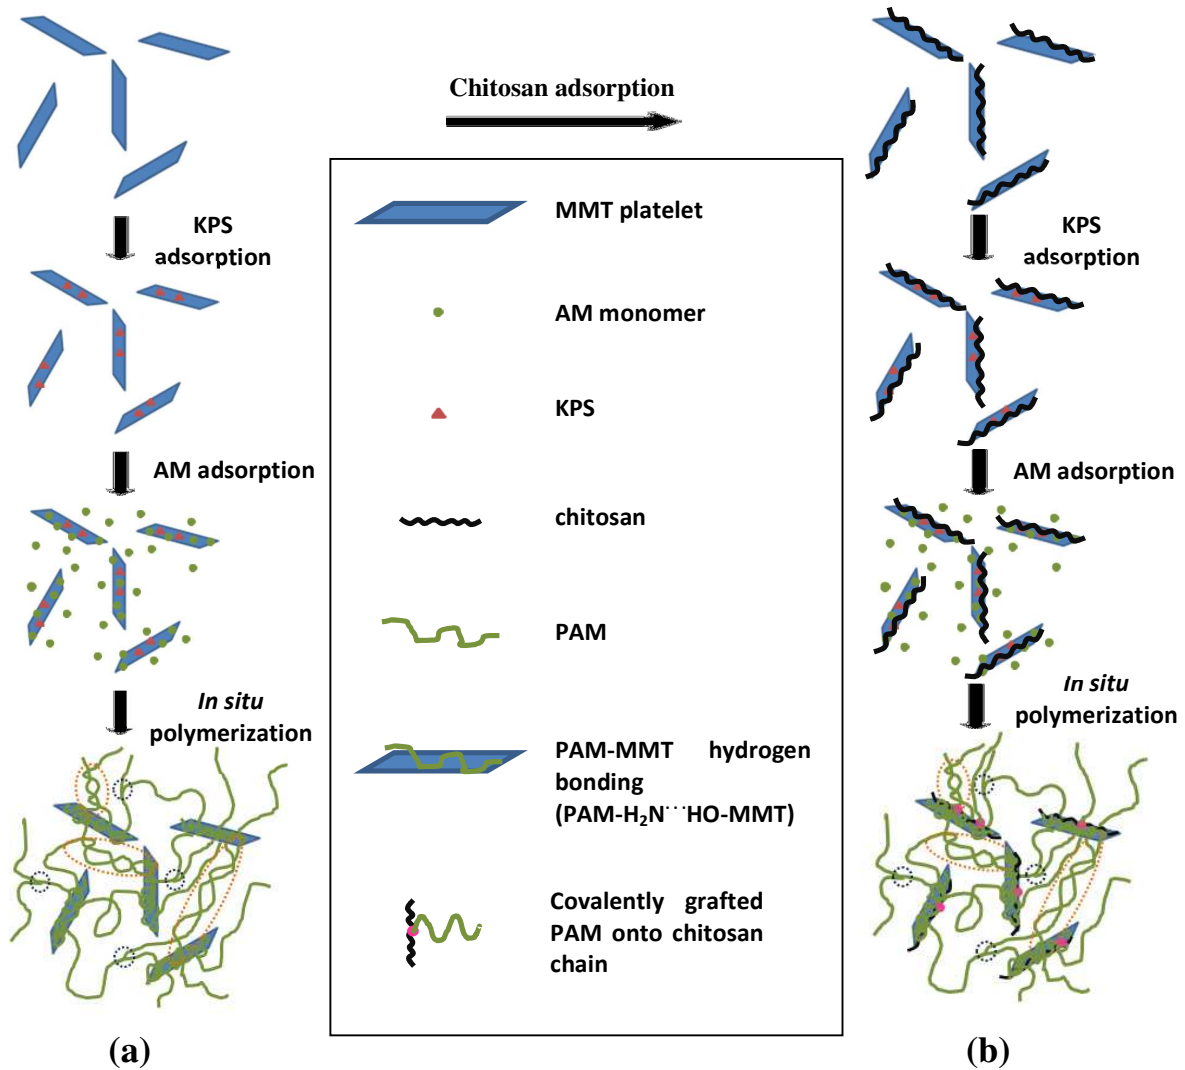 Chitosan adsorption
KPS
adsorption
AM adsorption
In situ
polymerization
(a)
MMT platelet
AM monomer
KPS
chitosan
PAM
PAM-MMT hydrogen
bonding
(PAM-H₂N···HO-MMT)
Covalently grafted
PAM onto chitosan
chain
KPS
adsorption
AM adsorption
In situ
polymerization
(b)